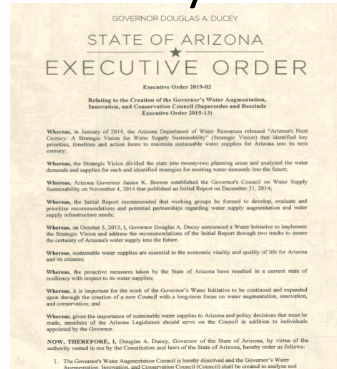 GOVERNOR DOUGLAS A. DUCEY
STATE OF ARIZONA
EXECUTIVE ORDER
Executive Order 2019-02
Relating to the Creation of the Governor's Water Augmentation,
Innovation, and Conservation Council (Supersedes and Rescinds
Executive Order 2015-13)
Whereas, in January of 2014, the Arizona Department of Water Resources released "Arizona's Next
Century: A Strategic Vision for Water Supply Sustainability" (Strategic Vision) that identified key
priorities, timelines and action items to maintain sustainable water supplies for Arizona into its next
century;
Whereas, the Strategic Vision divided the state into twenty-two planning areas and analyzed the water
demands and supplies for each and identified strategies for meeting water demands into the future;
Whereas, Arizona Governor Janice K. Brewer established the Governor's Council on Water Supply
Sustainability on November 4, 2014 that published an Initial Report on December 31, 2014;
Whereas, the Initial Report recommended that working groups be formed to develop, evaluate and
prioritize recommendations and potential partnerships regarding water supply augmentation and water
supply infrastructure needs;
Whereas, on October 5, 2015, I, Governor Douglas A. Ducey announced a Water Initiative to implement
the Strategic Vision and address the recommendations of the Initial Report through two tracks to ensure
the certainty of Arizona's water supply into the future.
Whereas, sustainable water supplies are essential to the economic vitality and quality of life for Arizona
and its citizens;
Whereas, the proactive measures taken by the State of Arizona have resulted in a current state of
resiliency with respect to its water supplies;
Whereas, it is important for the work of the Governor's Water Initiative to be continued and expanded
upon through the creation of a new Council with a long-term focus on water augmentation, innovation,
and conservation; and
Whereas, given the importance of sustainable water supplies to Arizona and policy decisions that must be
made, members of the Arizona Legislature should serve on the Council in addition to individuals
appointed by the Governor.
NOW, THEREFORE, I, Douglas A. Ducey, Governor of the State of Arizona, by virtue of the
authority vested in me by the Constitution and laws of the State of Arizona, hereby order as follows:
1. The Governor's Water Augmentation Council is hereby dissolved and the Governor's Water
Augmentation, Innovation, and Conservation Council (Council) shall be created to analyze and